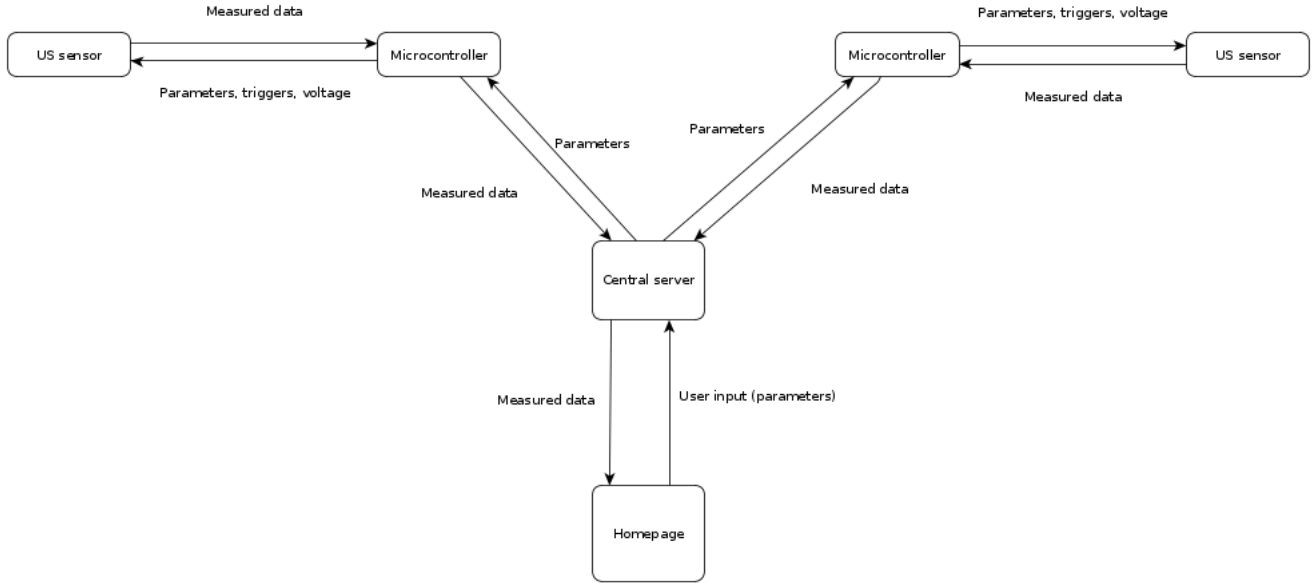 Measured data
Parameters, triggers, voltage
US sensor
Microcontroller
Microcontroller
US sensor
Parameters, triggers, voltage
Measured data
Parameters
Parameters
Measured data
Measured data
Central server
Measured data
User input (parameters)
Homepage